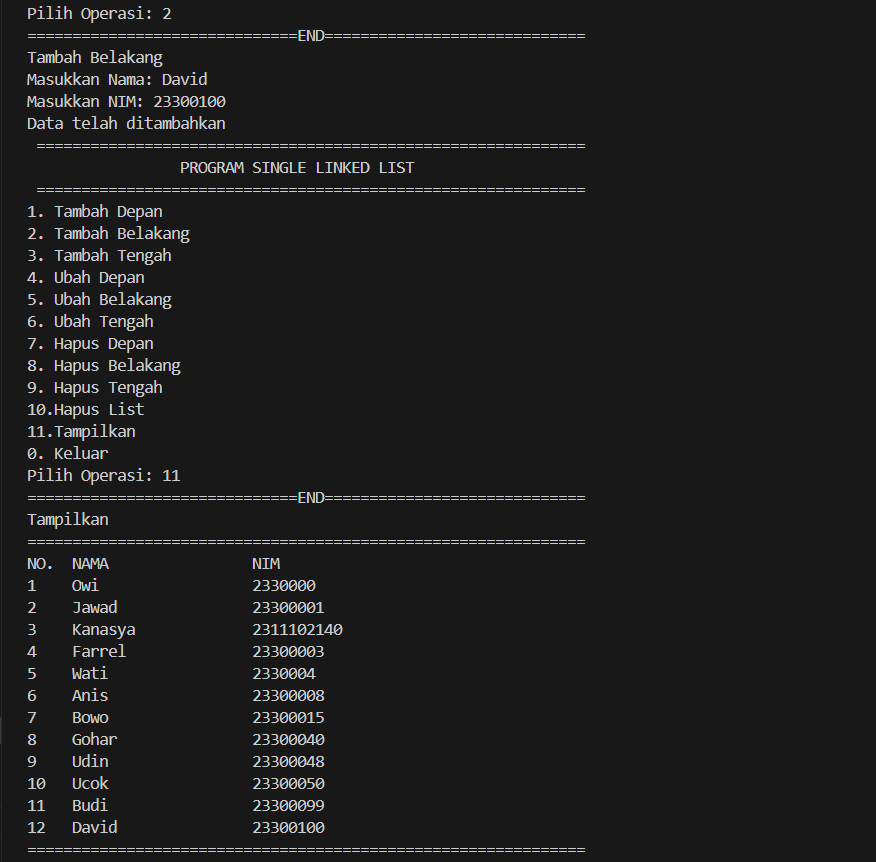 Pilih Operasi: 2
==============================END=============================
Tambah Belakang
Masukkan Nama: David
Masukkan NIM: 23300100
Data telah ditambahkan
=============================================================
PROGRAM SINGLE LINKED LIST
=============================================================
1. Tambah Depan
2. Tambah Belakang
3. Tambah Tengah
4. Ubah Depan
5. Ubah Belakang
6. Ubah Tengah
7. Hapus Depan
8. Hapus Belakang
9. Hapus Tengah
10.Hapus List
11.Tampilkan
0. Keluar
Pilih Operasi: 11
==============================END=============================
Tampilkan
==============================================================
NO. NAMA NIM
1 Owi 2330000
2 Jawad 23300001
3 Kanasya 2311102140
4 Farrel 23300003
5 Wati 2330004
6 Anis 23300008
7 Bowo 23300015
8 Gohar 23300040
9 Udin 23300048
10 Ucok 23300050
11 Budi 23300099
12 David 23300100
==============================================================